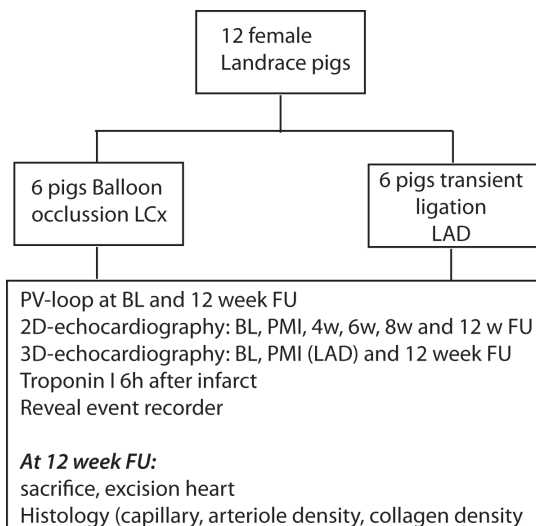 12 female
Landrace pigs
6 pigs Balloon
occlussion LCx
6 pigs transient
ligation
LAD
PV-loop at BL and 12 week FU
2D-echocardiography: BL, PMI, 4w, 6w, 8w and 12 w FU
3D-echocardiography: BL, PMI (LAD) and 12 week FU
Troponin I 6h after infarct
Reveal event recorder
At 12 week FU:
sacrifice, excision heart
Histology (capillary, arteriole density, collagen density